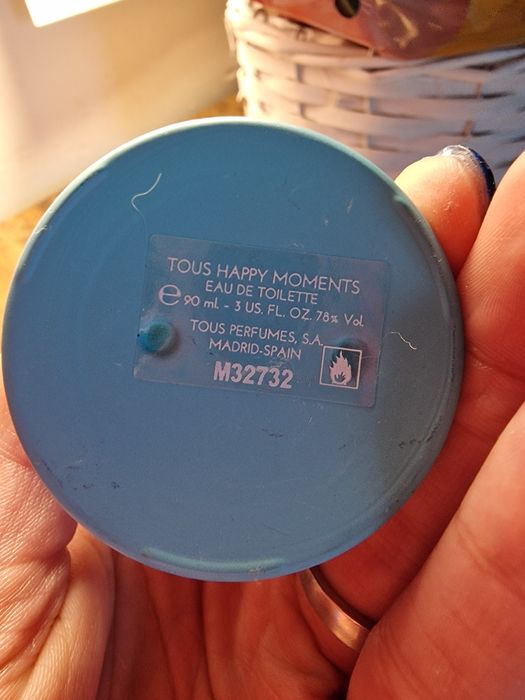 TOUS HAPPY MOMENTS
EAU DE TOILETTE
℮ 90 ml. - 3 US. FL. OZ. 78% Vol.
TOUS PERFUMES, S.A.
MADRID-SPAIN
M32732